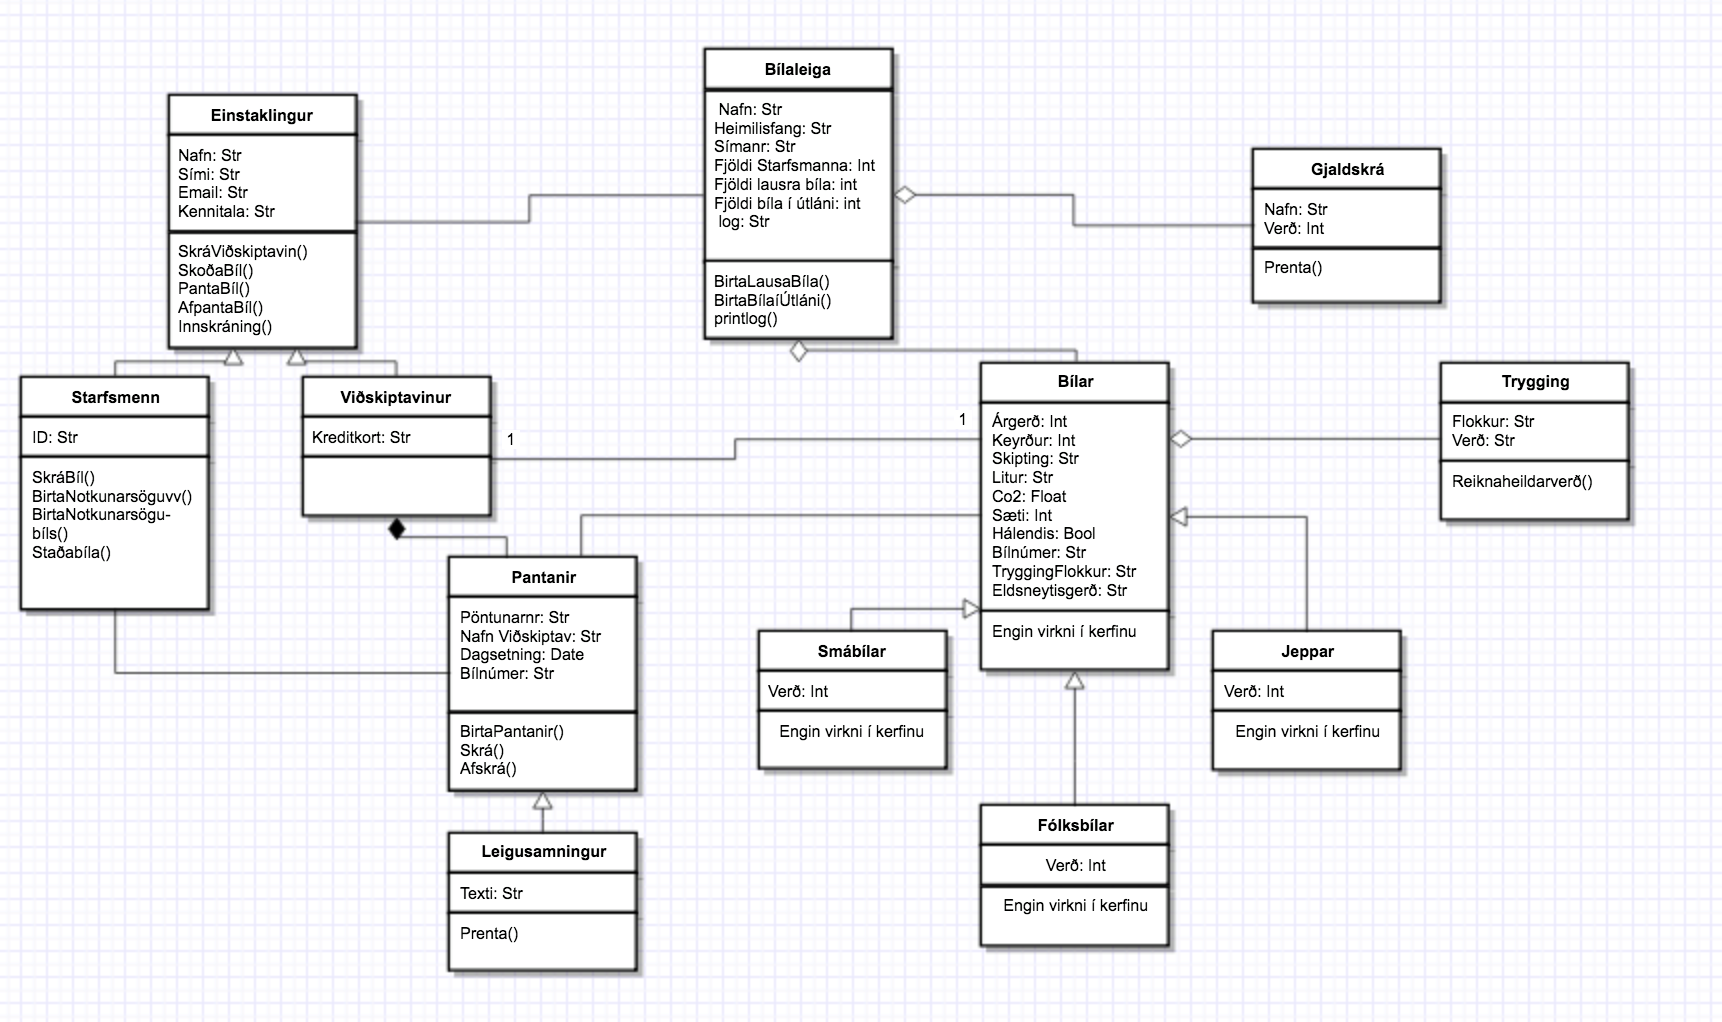 Bílaleiga
Nafn: Str
Heimilisfang: Str
Símanr: Str
Fjöldi Starfsmanna: Int
Fjöldi lausra bíla: int
Fjöldi bíla í útláni: int
log: Str
BirtaLausaBíla()
BirtaBílaíÚtláni()
printlog()
Einstaklingur
Nafn: Str
Sími: Str
Email: Str
Kennitala: Str
SkráViðskiptavin()
SkoðaBíl()
PantaBíl()
AfpantaBíl()
Innskráning()
Gjaldskrá
Nafn: Str
Verð: Int
Prenta()
Starfsmenn
ID: Str
SkráBíl()
BirtaNotkunarsöguvv()
BirtaNotkunarsögu-
bíls()
Staðabíla()
Viðskiptavinur
Kreditkort: Str
1
1
Bílar
Árgerð: Int
Keyrður: Int
Skipting: Str
Litur: Str
Co2: Float
Sæti: Int
Hálendis: Bool
Bílnúmer: Str
TryggingFlokkur: Str
Eldsneytisgerð: Str
Engin virkni í kerfinu
Trygging
Flokkur: Str
Verð: Str
Reiknaheildarverð()
Pantanir
Pöntunarnr: Str
Nafn Viðskiptav: Str
Dagsetning: Date
Bílnúmer: Str
BirtaPantanir()
Skrá()
Afskrá()
Smábílar
Verð: Int
Engin virkni í kerfinu
Jeppar
Verð: Int
Engin virkni í kerfinu
Fólksbílar
Verð: Int
Engin virkni í kerfinu
Leigusamningur
Texti: Str
Prenta()